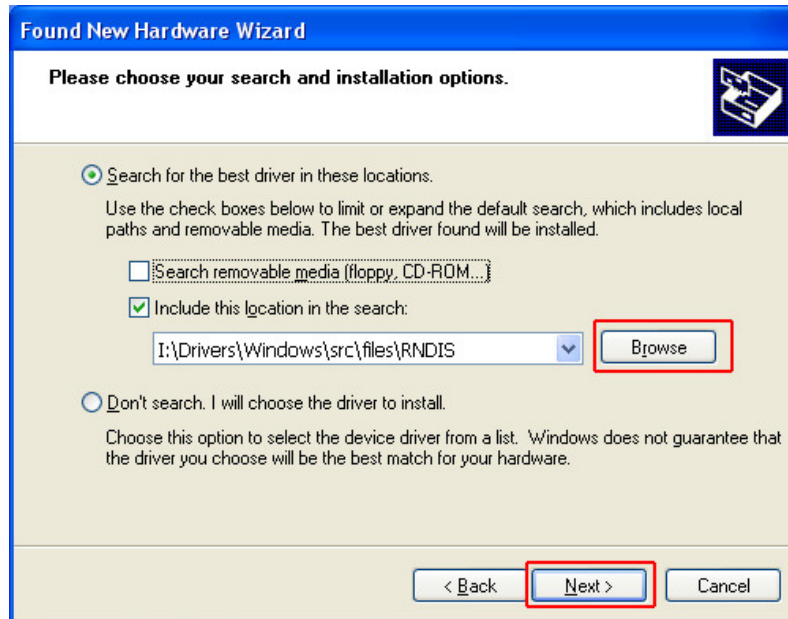 Found New Hardware Wizard
Please choose your search and installation options.
Search for the best driver in these locations.
Use the check boxes below to limit or expand the default search, which includes local
paths and removable media. The best driver found will be installed.
Search removable media (floppy, CD-ROM...)
Include this location in the search:
I:\Drivers\Windows\src\files\RNDIS
Browse
Don't search. I will choose the driver to install.
Choose this option to select the device driver from a list. Windows does not guarantee that
the driver you choose will be the best match for your hardware.
< Back
Next >
Cancel